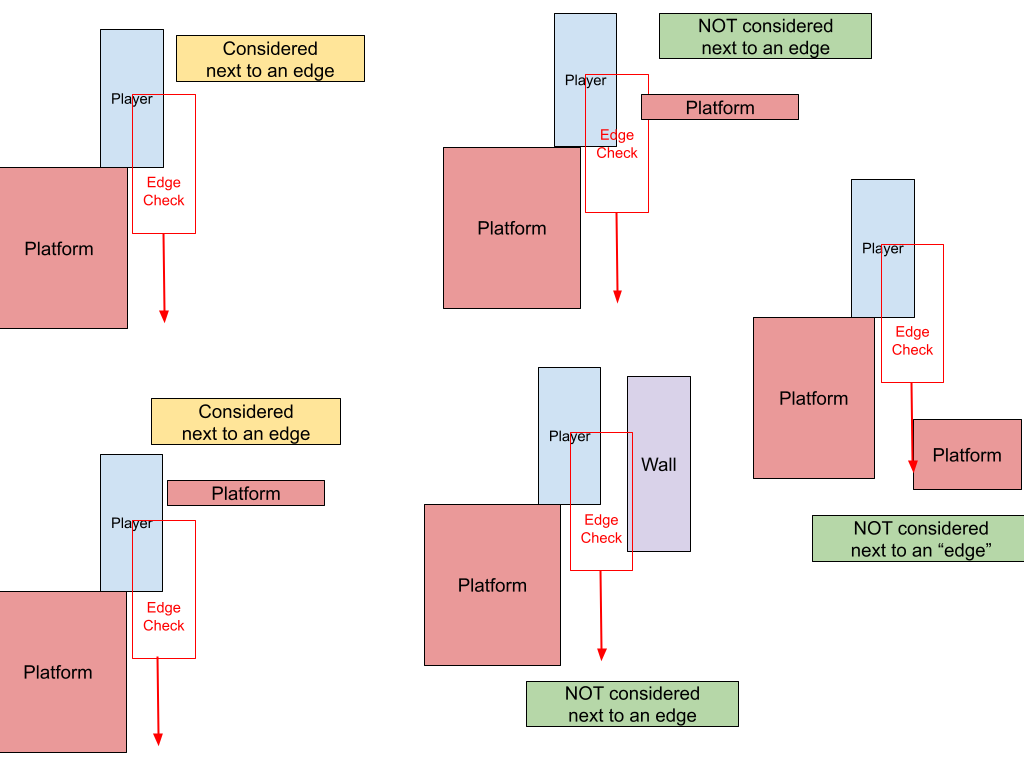 Considered
next to an edge
Player
Edge
Check
Platform
NOT considered
next to an edge
Player
Platform
Edge
Check
Platform
Player
Edge
Check
Platform
Platform
NOT considered
next to an “edge”
Considered
next to an edge
Platform
Player
Edge
Check
Platform
Player
Wall
Edge
Check
Platform
NOT considered
next to an edge